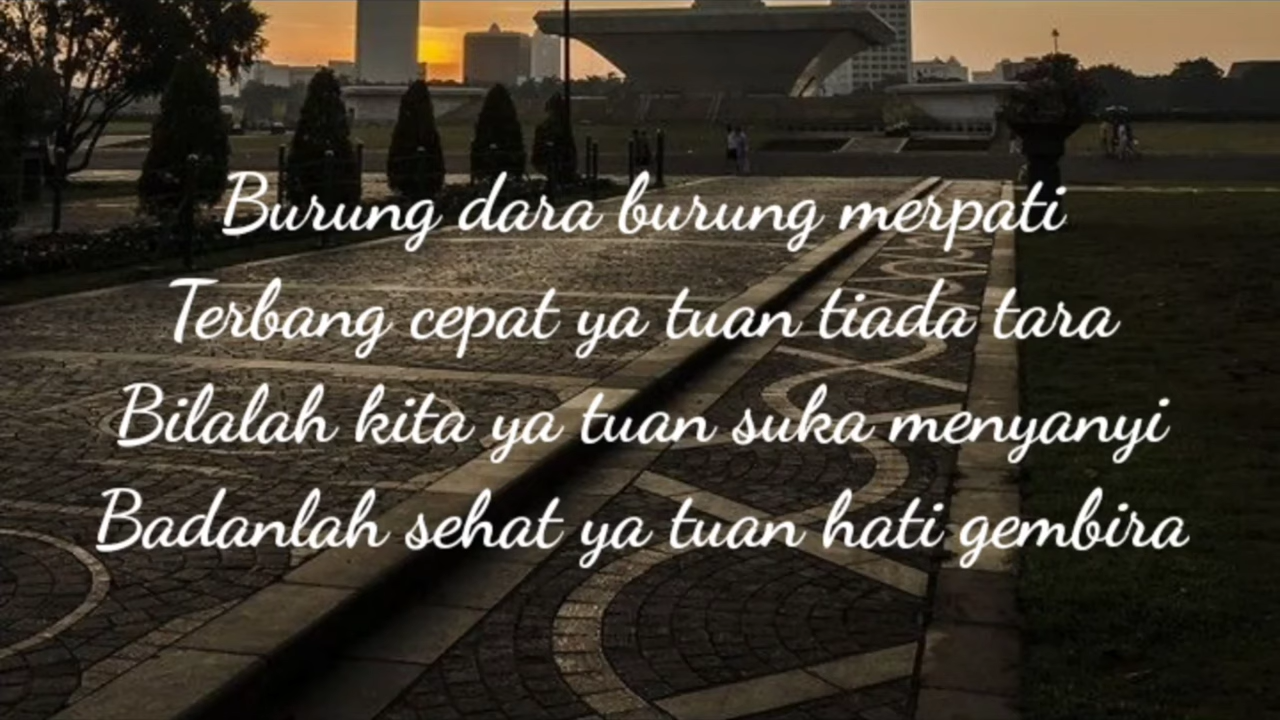 Burung dara burung merpati
Terbang cepat ya tuan tiada tara
Bilalah kita ya tuan suka menyanyi
Badanlah sehat ya tuan hati gembira